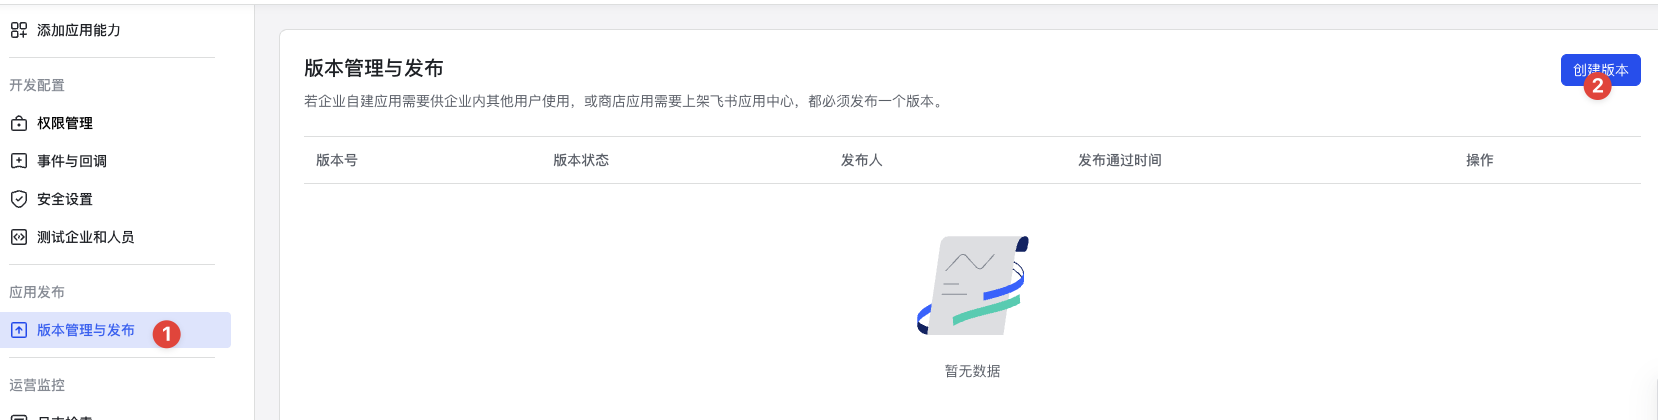 添加应用能力
开发配置
权限管理
事件与回调
安全设置
测试企业和人员
应用发布
版本管理与发布 1
运营监控
版本管理与发布
创建版本
2
若企业自建应用需要供企业内其他用户使用，或商店应用需要上架飞书应用中心，都必须发布一个版本。
版本号 版本状态 发布人 发布通过时间 操作
暂无数据